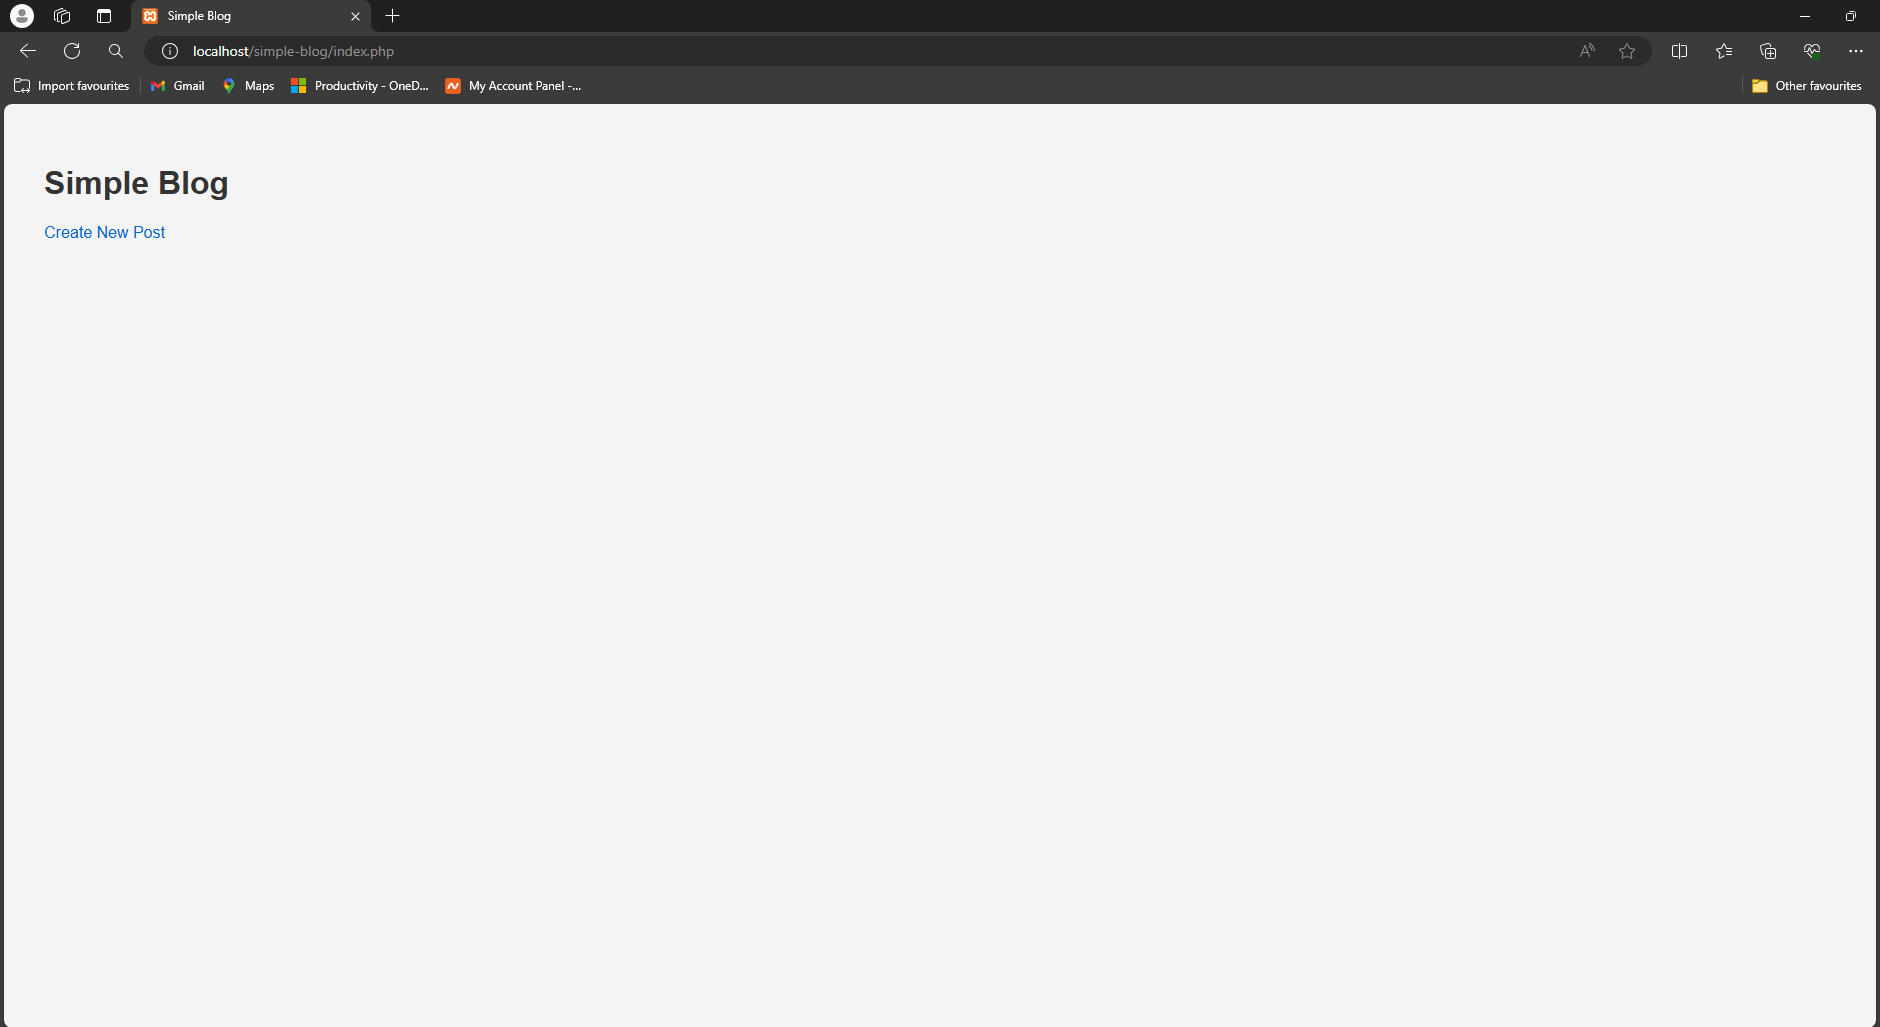 Simple Blog
localhost/simple-blog/index.php
Import favourites Gmail Maps Productivity - OneD... My Account Panel -... Other favourites
Simple Blog
Create New Post